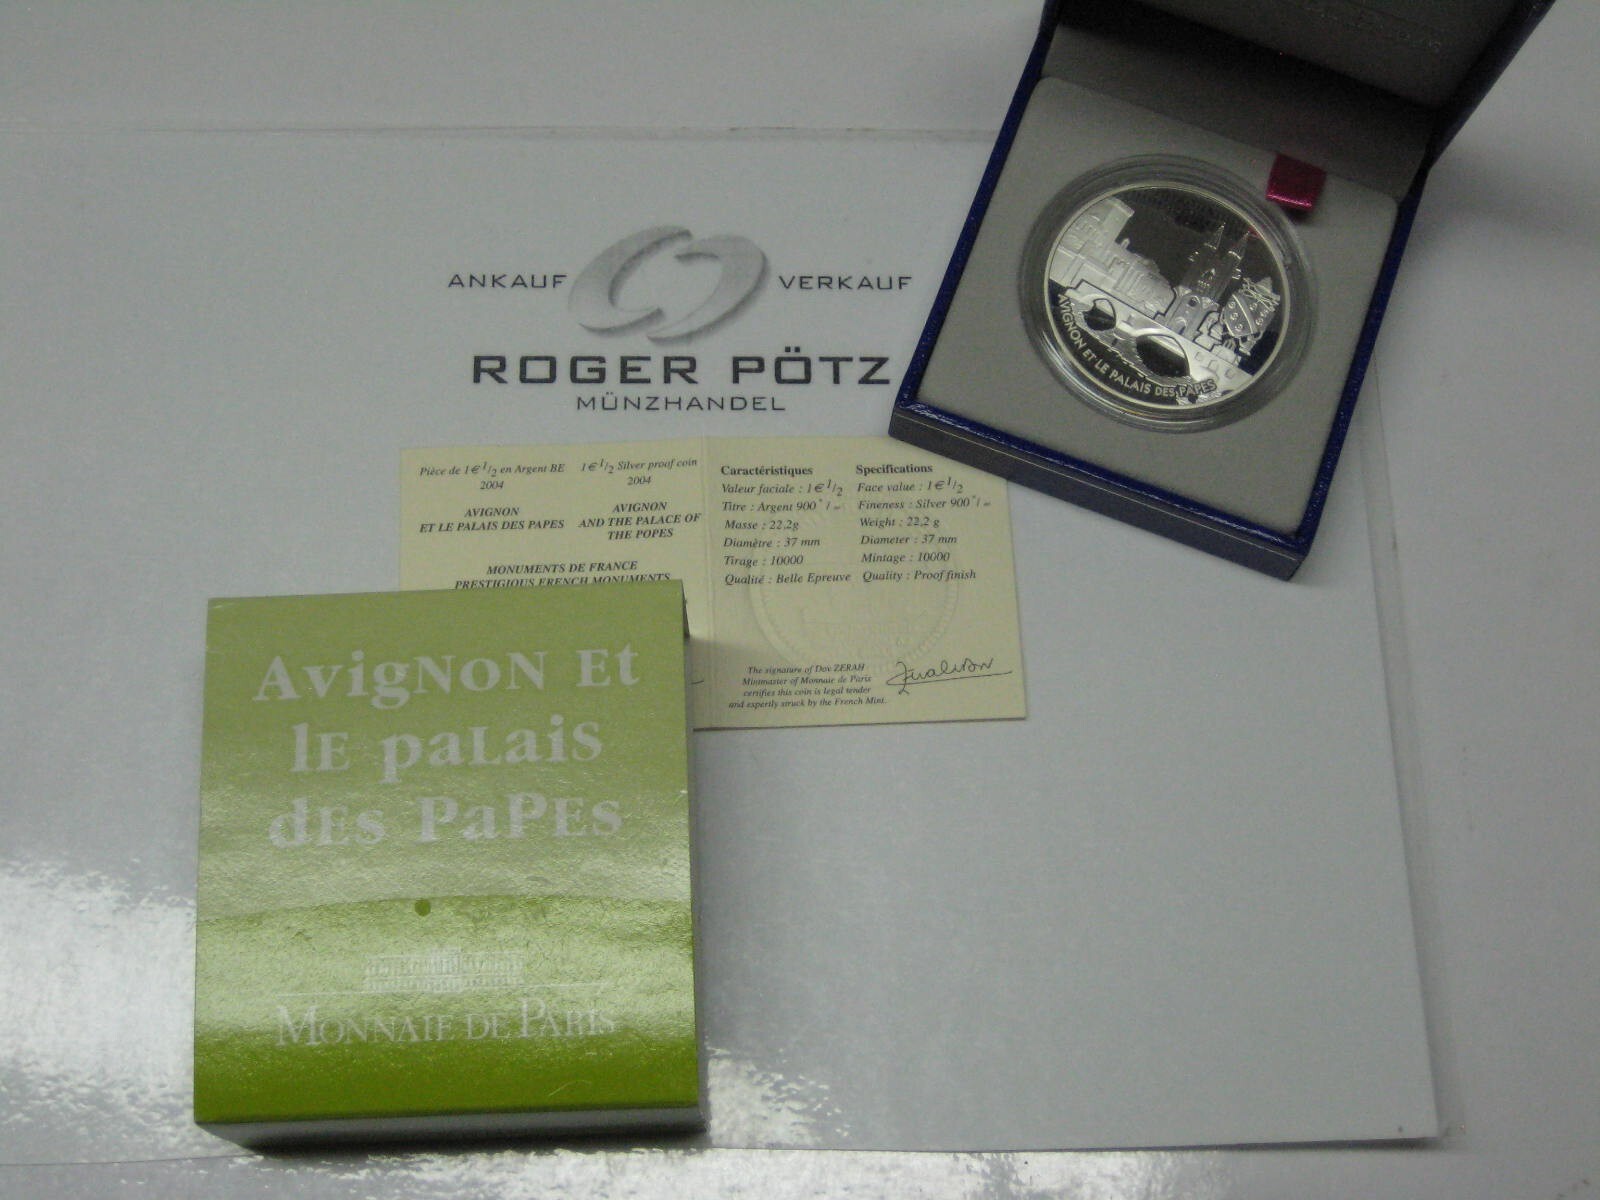 ANKAUF VERKAUF
ROGER PÖTZ
MÜNZHANDEL
AVIGNON ET LE PALAIS DES PAPES
Pièce de 1€1/2 en Argent BE
2004
AVIGNON
ET LE PALAIS DES PAPES
1€1/2 Silver proof coin
2004
AVIGNON
AND THE PALACE OF
THE POPES
MONUMENTS DE FRANCE
PRESTIGIOUS FRENCH MONUMENTS
Caractéristiques
Valeur faciale : 1€1/2
Titre : Argent 900°/∞
Masse : 22,2g
Diamètre : 37 mm
Tirage : 10000
Qualité : Belle Epreuve
Specifications
Face value : 1€1/2
Fineness : Silver 900°/∞
Weight : 22,2 g
Diameter : 37 mm
Mintage : 10000
Quality : Proof finish
The signature of Dov ZERAH
Mintmaster of Monnaie de Paris
certifies this coin is legal tender
and expertly struck by the French Mint.
AvigNoN Et
lE paLais
dEs PaPEs
MONNAIE DE PARIS